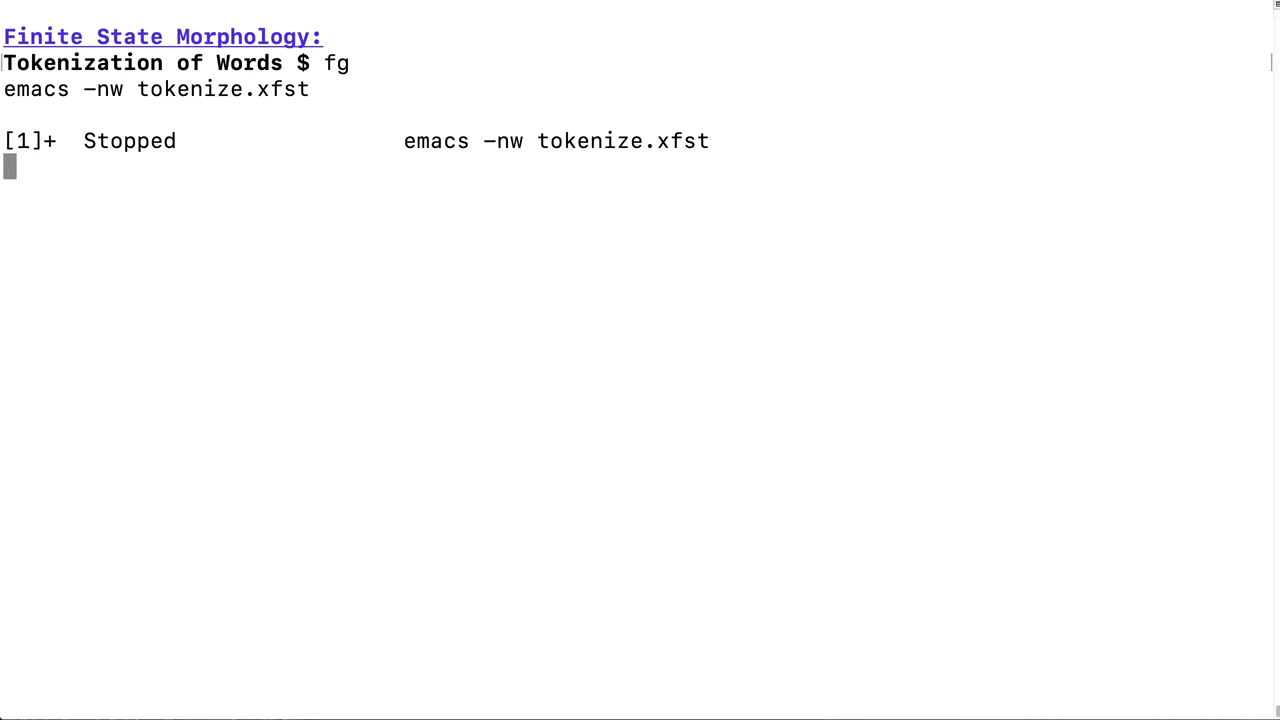 Finite State Morphology:
Tokenization of Words $ fg
emacs -nw tokenize.xfst
[1]+  Stopped                 emacs -nw tokenize.xfst